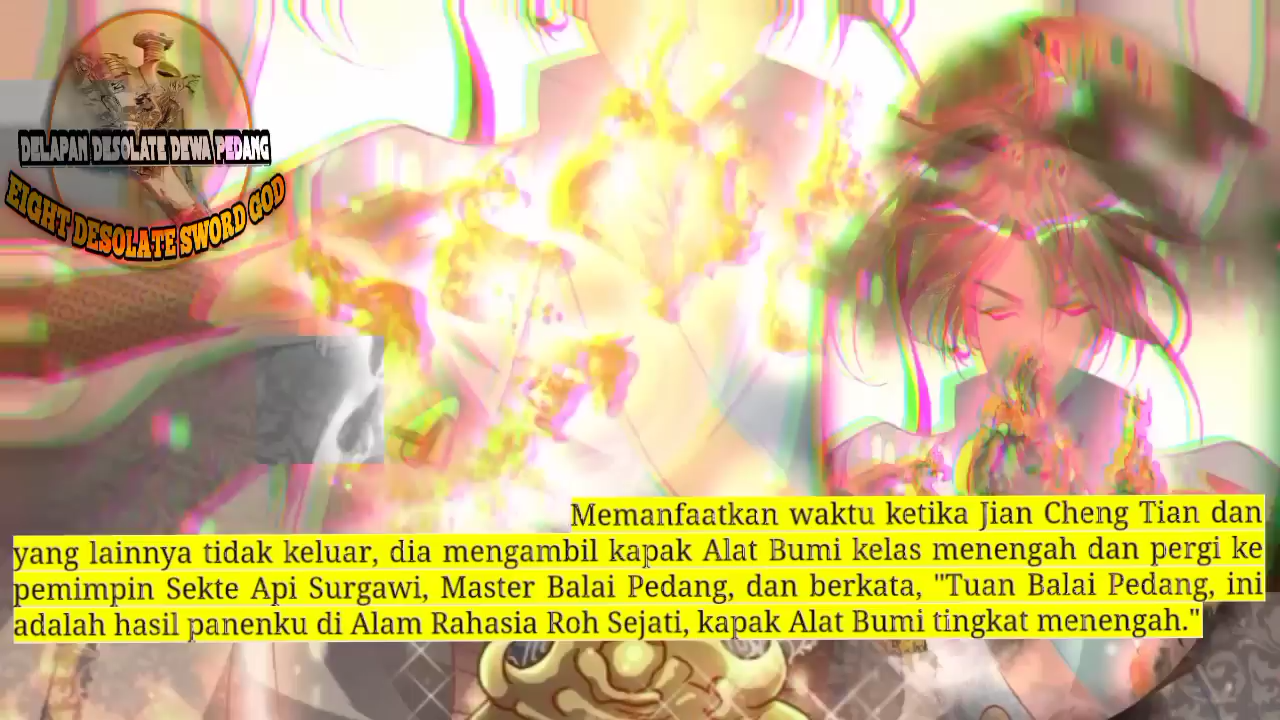 DELAPAN DESOLATE DEWA PEDANG
EIGHT DESOLATE SWORD GOD
Memanfaatkan waktu ketika Jian Cheng Tian dan
yang lainnya tidak keluar, dia mengambil kapak Alat Bumi kelas menengah dan pergi ke
pemimpin Sekte Api Surgawi, Master Balai Pedang, dan berkata, "Tuan Balai Pedang, ini
adalah hasil panenku di Alam Rahasia Roh Sejati, kapak Alat Bumi tingkat menengah."